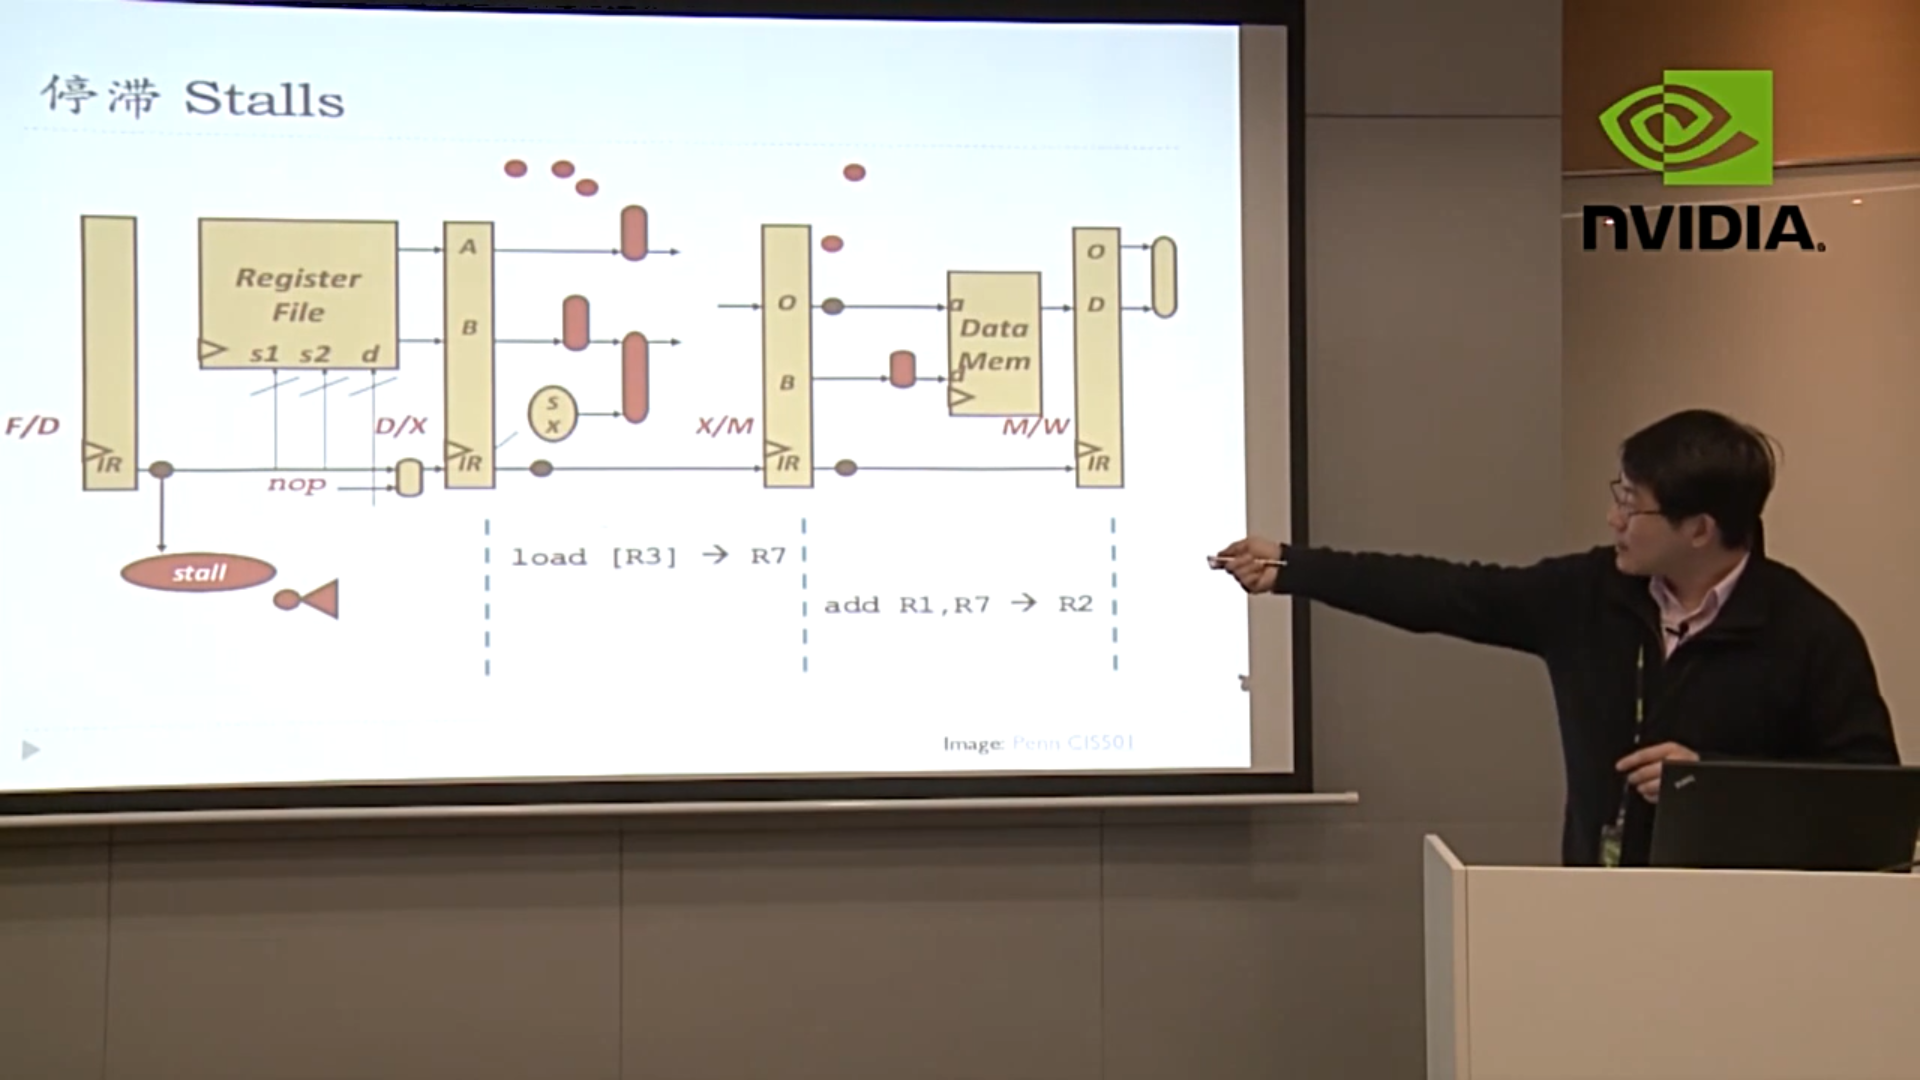 停滞 Stalls
nVIDIA.
Register
File
s1 s2 d
A
B
IR
F/D
IR
nop
D/X
s
x
stall
O
B
X/M
IR
a
Data
Mem
d
M/W
O
D
IR
load [R3] → R7
add R1,R7 → R2
Image: Penn CIS501